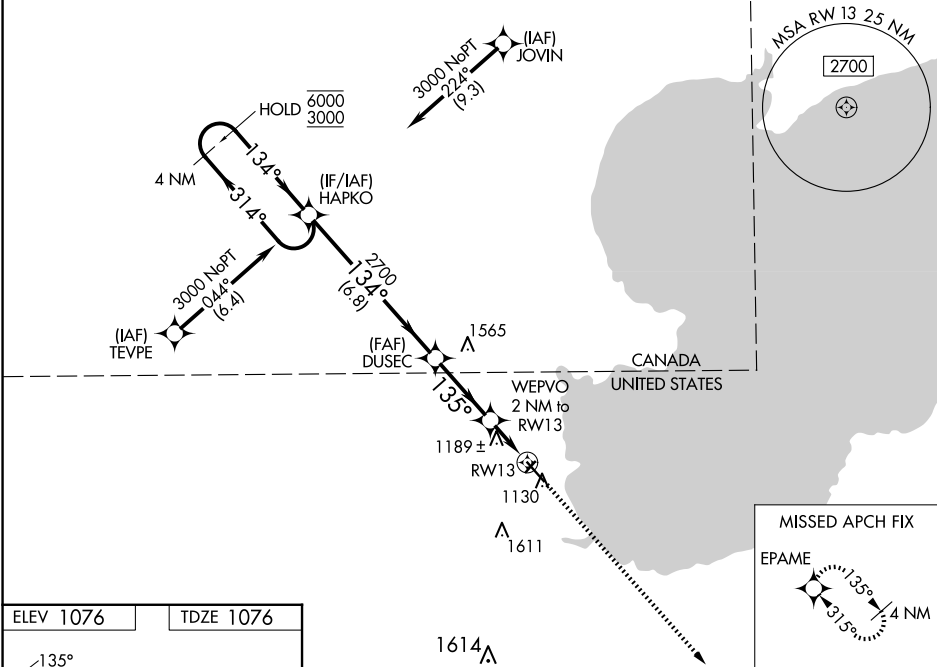 MSA RW 13 25 NM
2700
(IAF)
JOVIN
3000 NoPT
224°
(9.3)
HOLD 6000
3000
134°
4 NM
314°
(IF/IAF)
HAPKO
3000 NoPT
044°
(6.4)
(IAF)
TEVPE
2700
134°
(6.8)
(FAF)
DUSEC
1565
CANADA
UNITED STATES
135°
WEPVO
2 NM to
RW13
1189 ±
RW13
1130
1611
MISSED APCH FIX
EPAME
135°
315°
4 NM
ELEV 1076
TDZE 1076
135°
1614